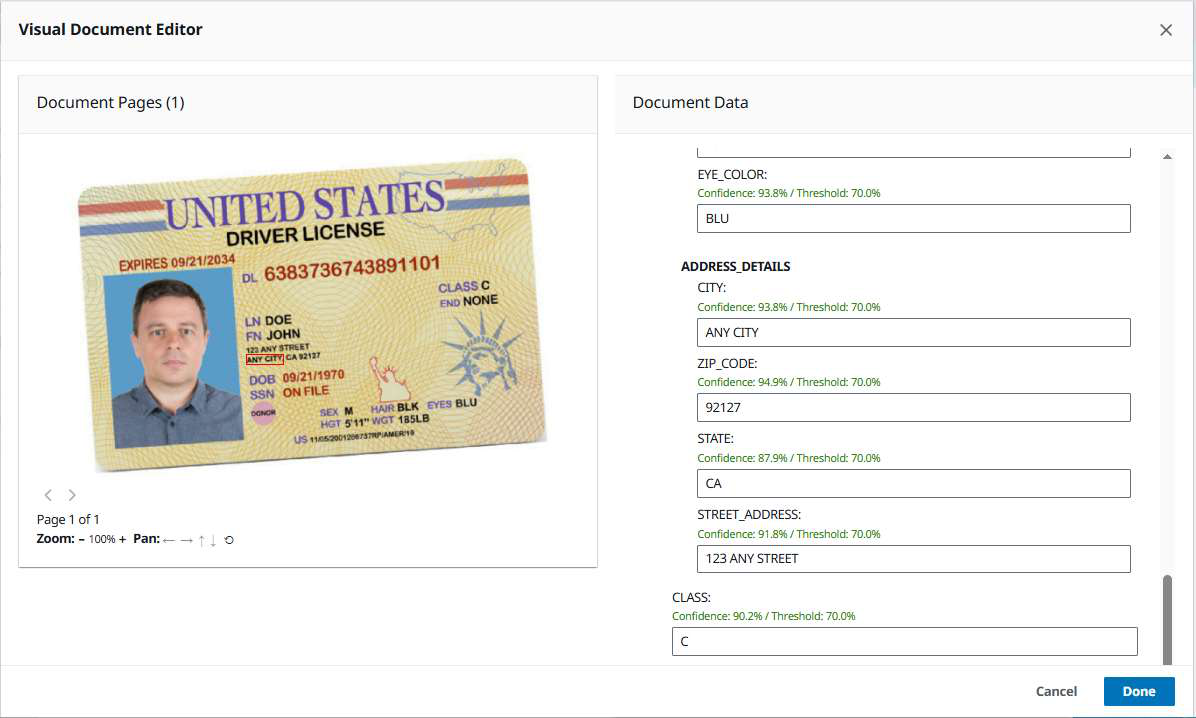 Visual Document Editor
Document Pages (1)
UNITED STATES
DRIVER LICENSE
EXPIRES 09/21/2034
DL 6383736743891101
CLASS C
END NONE
LN DOE
FN JOHN
123 ANY STREET
ANY CITY, CA 92127
DOB 09/21/1970
SSN ON FILE
DONOR
SEX M HAIR BLK EYES BLU
HGT 5'11" WGT 185LB
US
Page 1 of 1
Zoom: – 100% + Pan: ← → ↑ ↓
Document Data
EYE_COLOR:
Confidence: 93.8% / Threshold: 70.0%
BLU
ADDRESS_DETAILS
CITY:
Confidence: 93.8% / Threshold: 70.0%
ANY CITY
ZIP_CODE:
Confidence: 94.9% / Threshold: 70.0%
92127
STATE:
Confidence: 87.9% / Threshold: 70.0%
CA
STREET_ADDRESS:
Confidence: 91.8% / Threshold: 70.0%
123 ANY STREET
CLASS:
Confidence: 90.2% / Threshold: 70.0%
C
Cancel
Done